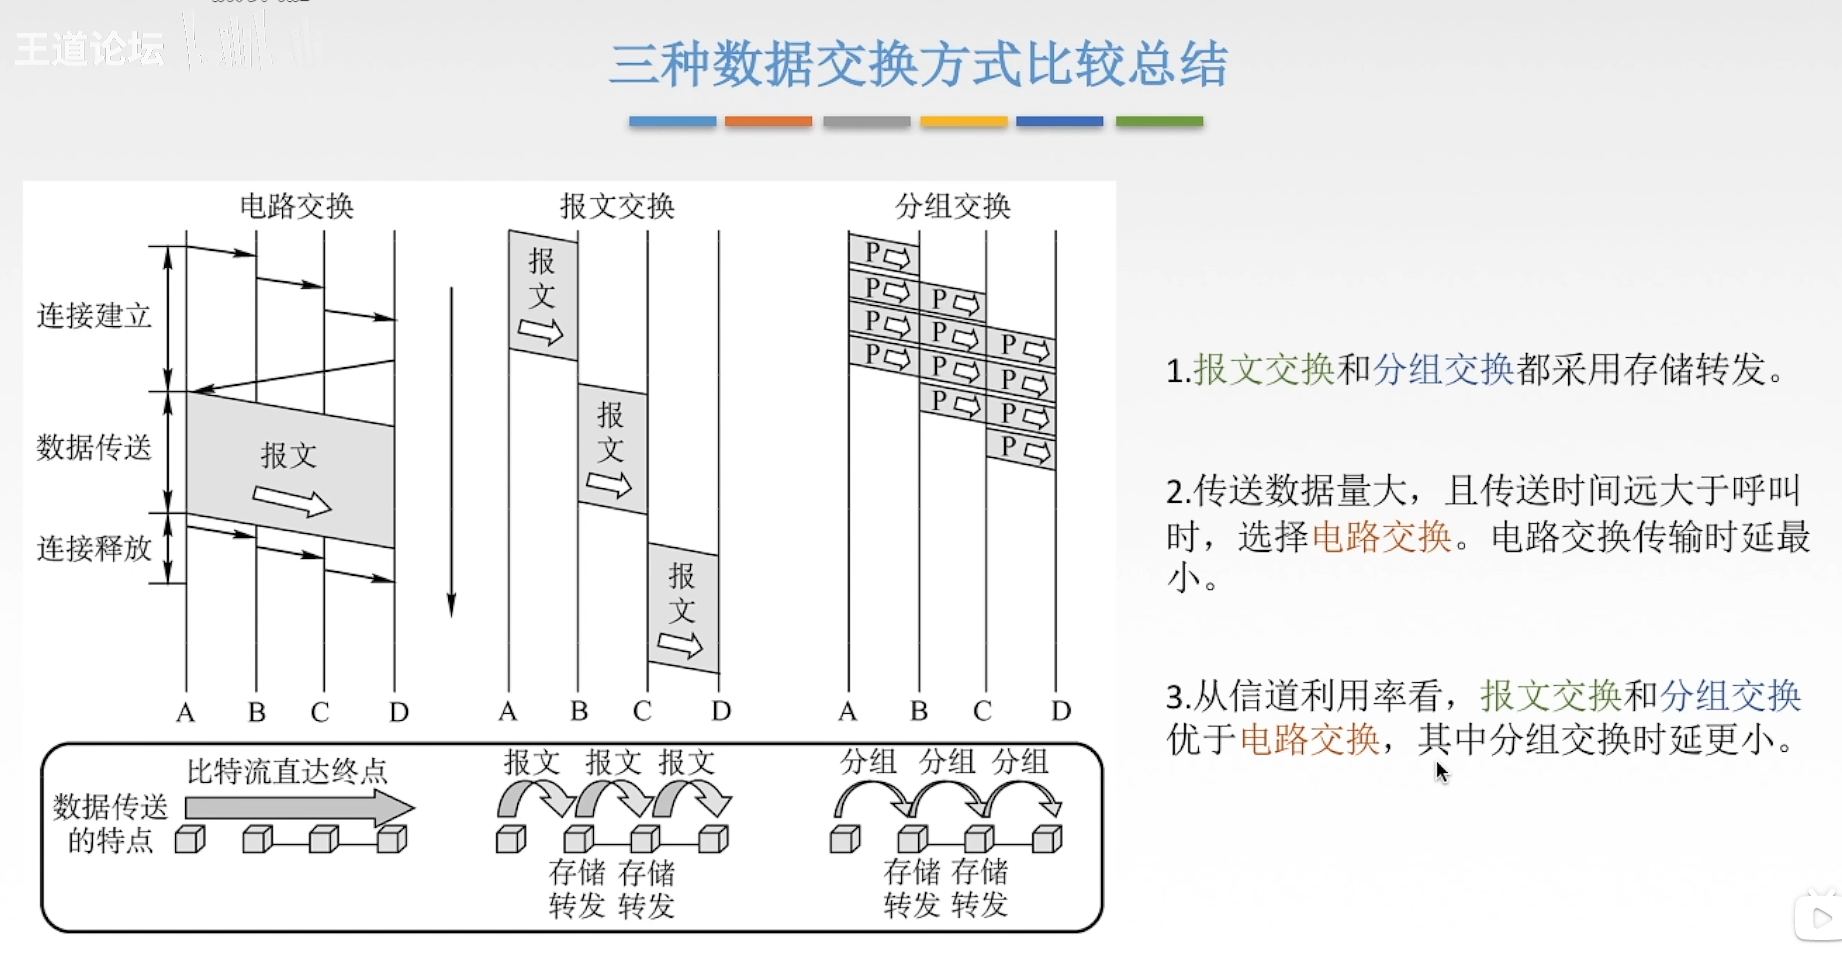 王道论坛
三种数据交换方式比较总结
电路交换
报文交换
分组交换
连接建立
数据传送
连接释放
报文
报
文
报
文
报
文
P
P
P
P
P
P
P
P
P
P
P
P
A B C D
A B C D
A B C D
数据传送
的特点
比特流直达终点
报文 报文 报文
存储 存储
转发 转发
分组 分组 分组
存储 存储
转发 转发
1.报文交换和分组交换都采用存储转发。
2.传送数据量大，且传送时间远大于呼叫
时，选择电路交换。电路交换传输时延最
小。
3.从信道利用率看，报文交换和分组交换
优于电路交换，其中分组交换时延更小。